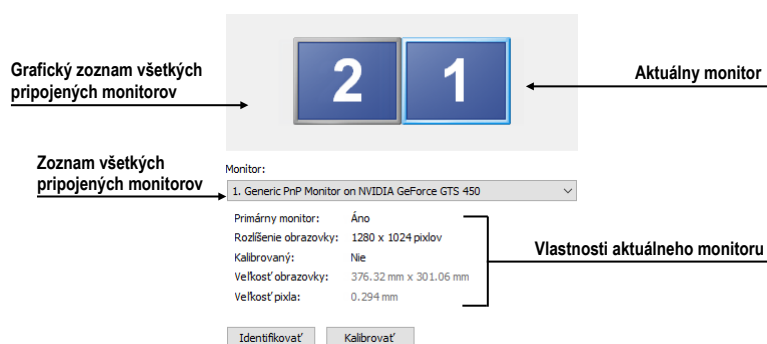 2 1
Grafický zoznam všetkých
pripojených monitorov
Aktuálny monitor
Zoznam všetkých
pripojených monitorov
Monitor:
1. Generic PnP Monitor on NVIDIA GeForce GTS 450
Primárny monitor: Áno
Rozlíšenie obrazovky: 1280 x 1024 pixlov
Kalibrovaný: Nie
Veľkosť obrazovky: 376.32 mm x 301.06 mm
Veľkosť pixla: 0.294 mm
Vlastnosti aktuálneho monitoru
Identifikovať Kalibrovať